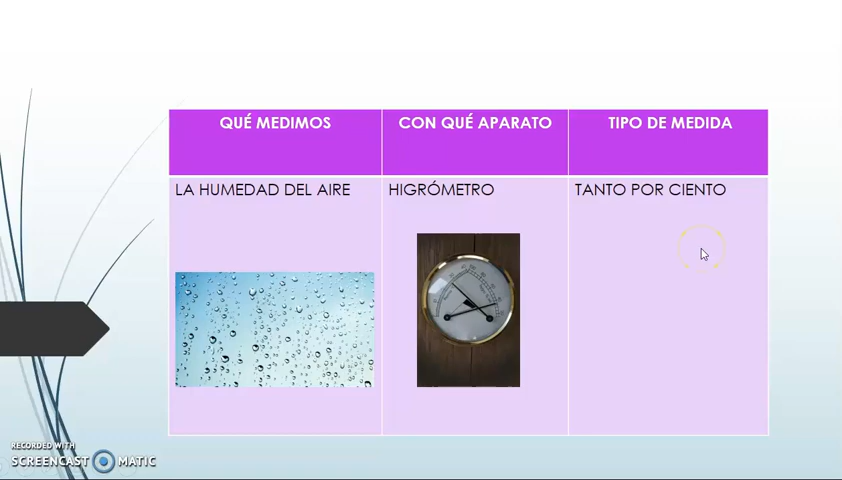 QUÉ MEDIMOS
CON QUÉ APARATO
TIPO DE MEDIDA
LA HUMEDAD DEL AIRE
HIGRÓMETRO
TANTO POR CIENTO
RECORDED WITH
SCREENCAST MATIC